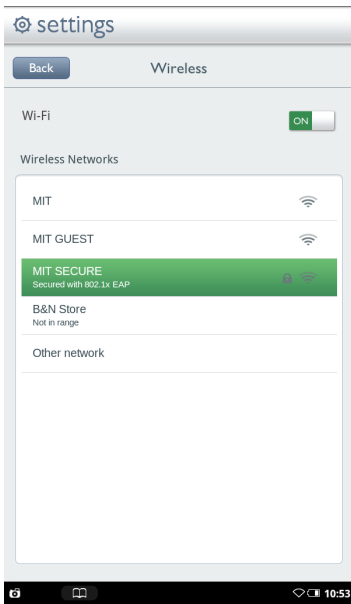 settings
Back
Wireless
Wi-Fi
ON
Wireless Networks
MIT
MIT GUEST
MIT SECURE
Secured with 802.1x EAP
B&N Store
Not in range
Other network
10:53